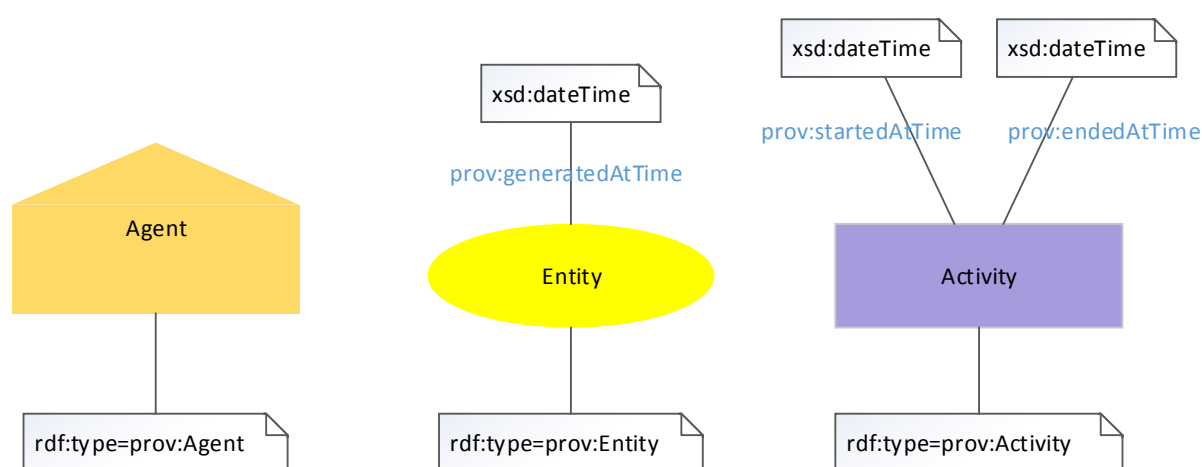 xsd:dateTime
xsd:dateTime
xsd:dateTime
prov:startedAtTime
prov:endedAtTime
prov:generatedAtTime
Agent
Entity
Activity
rdf:type=prov:Agent
rdf:type=prov:Entity
rdf:type=prov:Activity